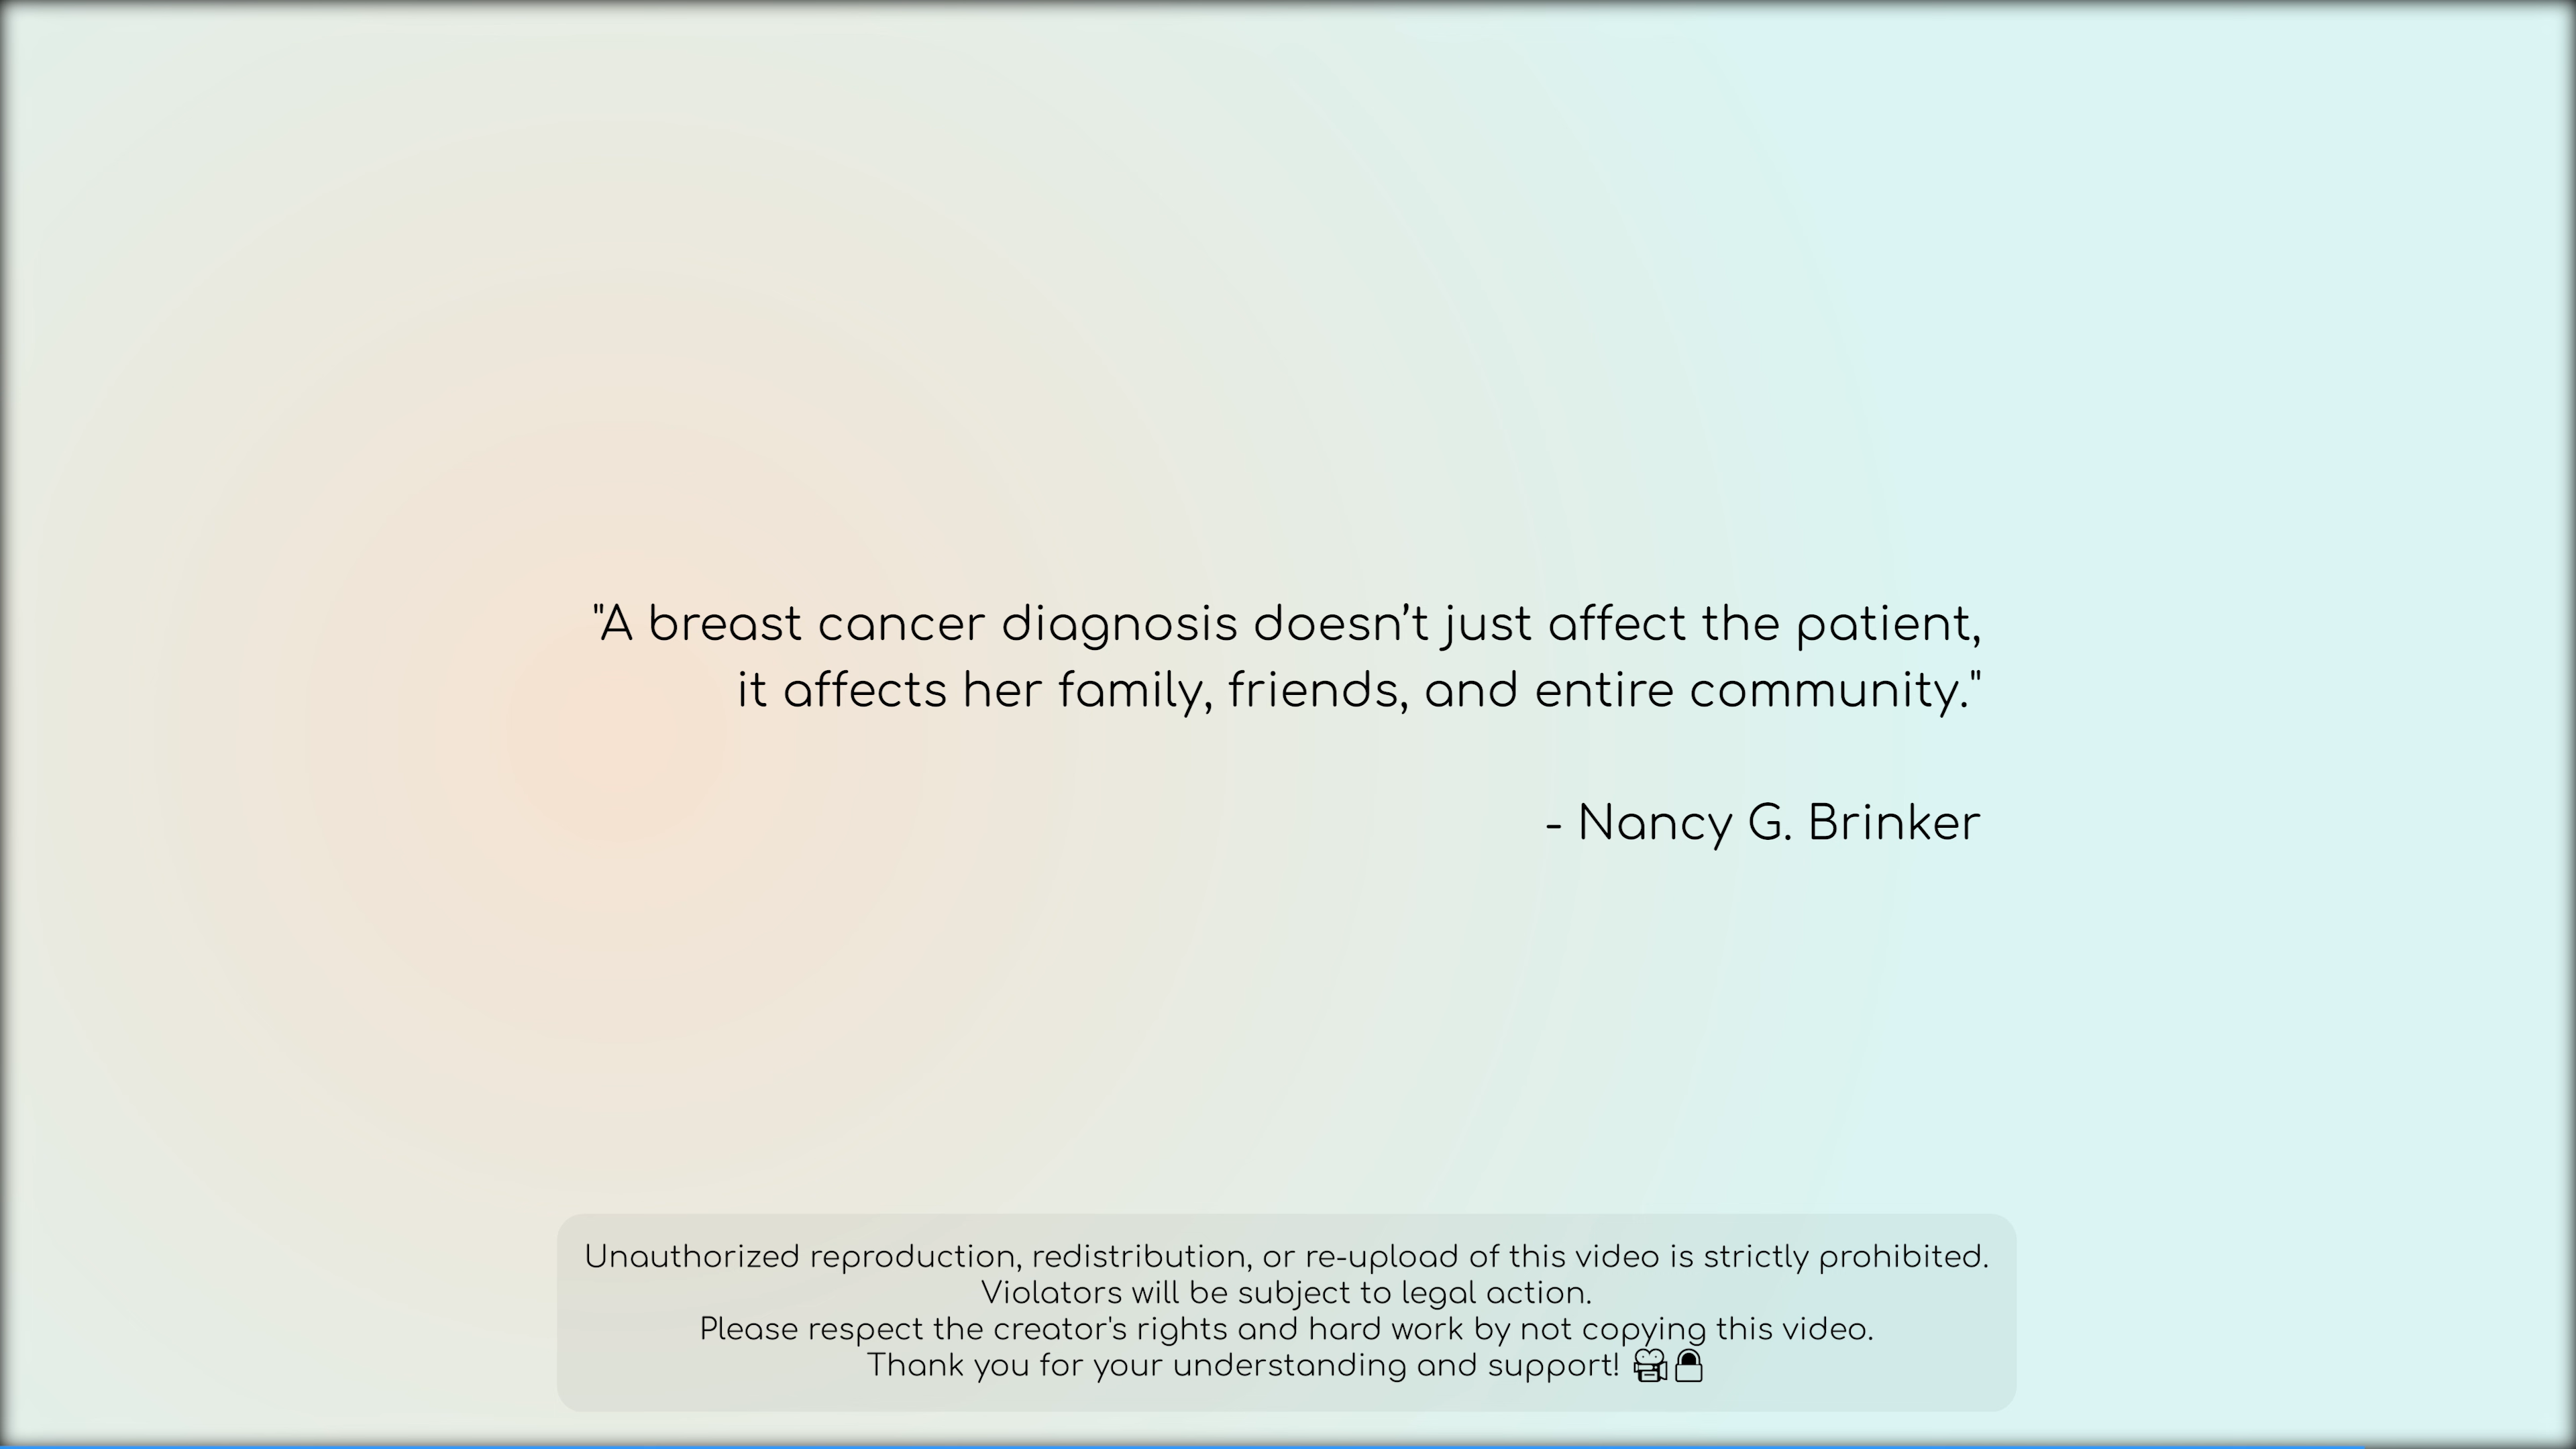 "A breast cancer diagnosis doesn’t just affect the patient,
it affects her family, friends, and entire community."
- Nancy G. Brinker
Unauthorized reproduction, redistribution, or re-upload of this video is strictly prohibited.
Violators will be subject to legal action.
Please respect the creator's rights and hard work by not copying this video.
Thank you for your understanding and support! 🎥🔒